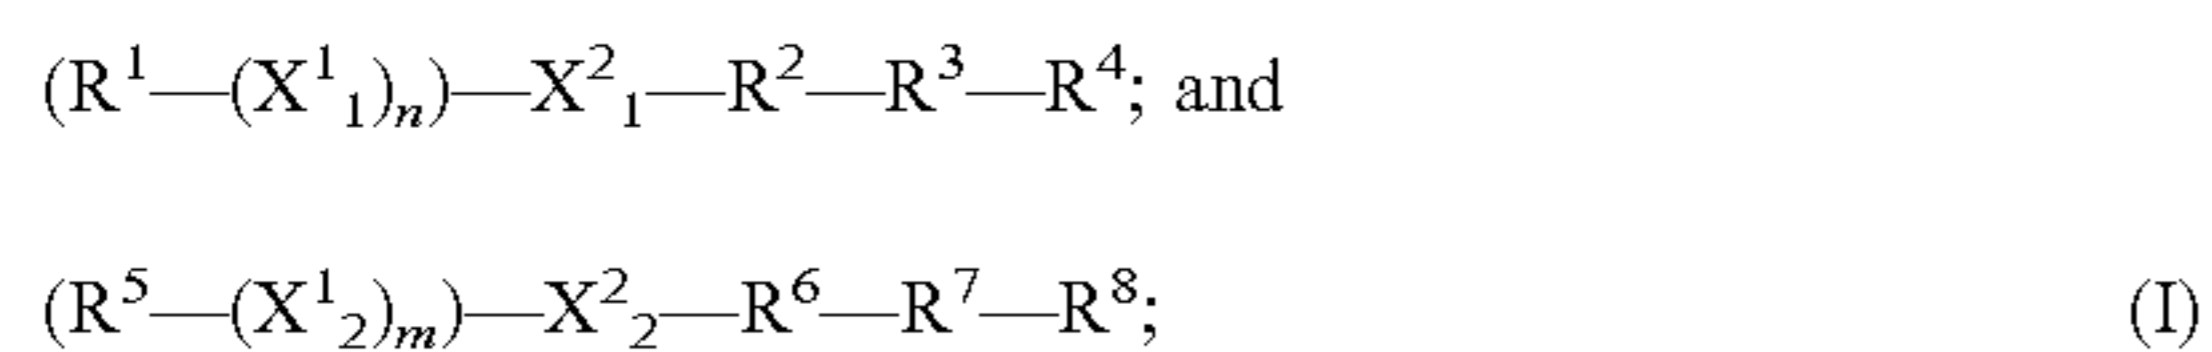 (R¹—(X¹₁)ₙ)—X²₁—R²—R³—R⁴; and
(R⁵—(X¹₂)ₘ)—X²₂—R⁶—R⁷—R⁸; (I)